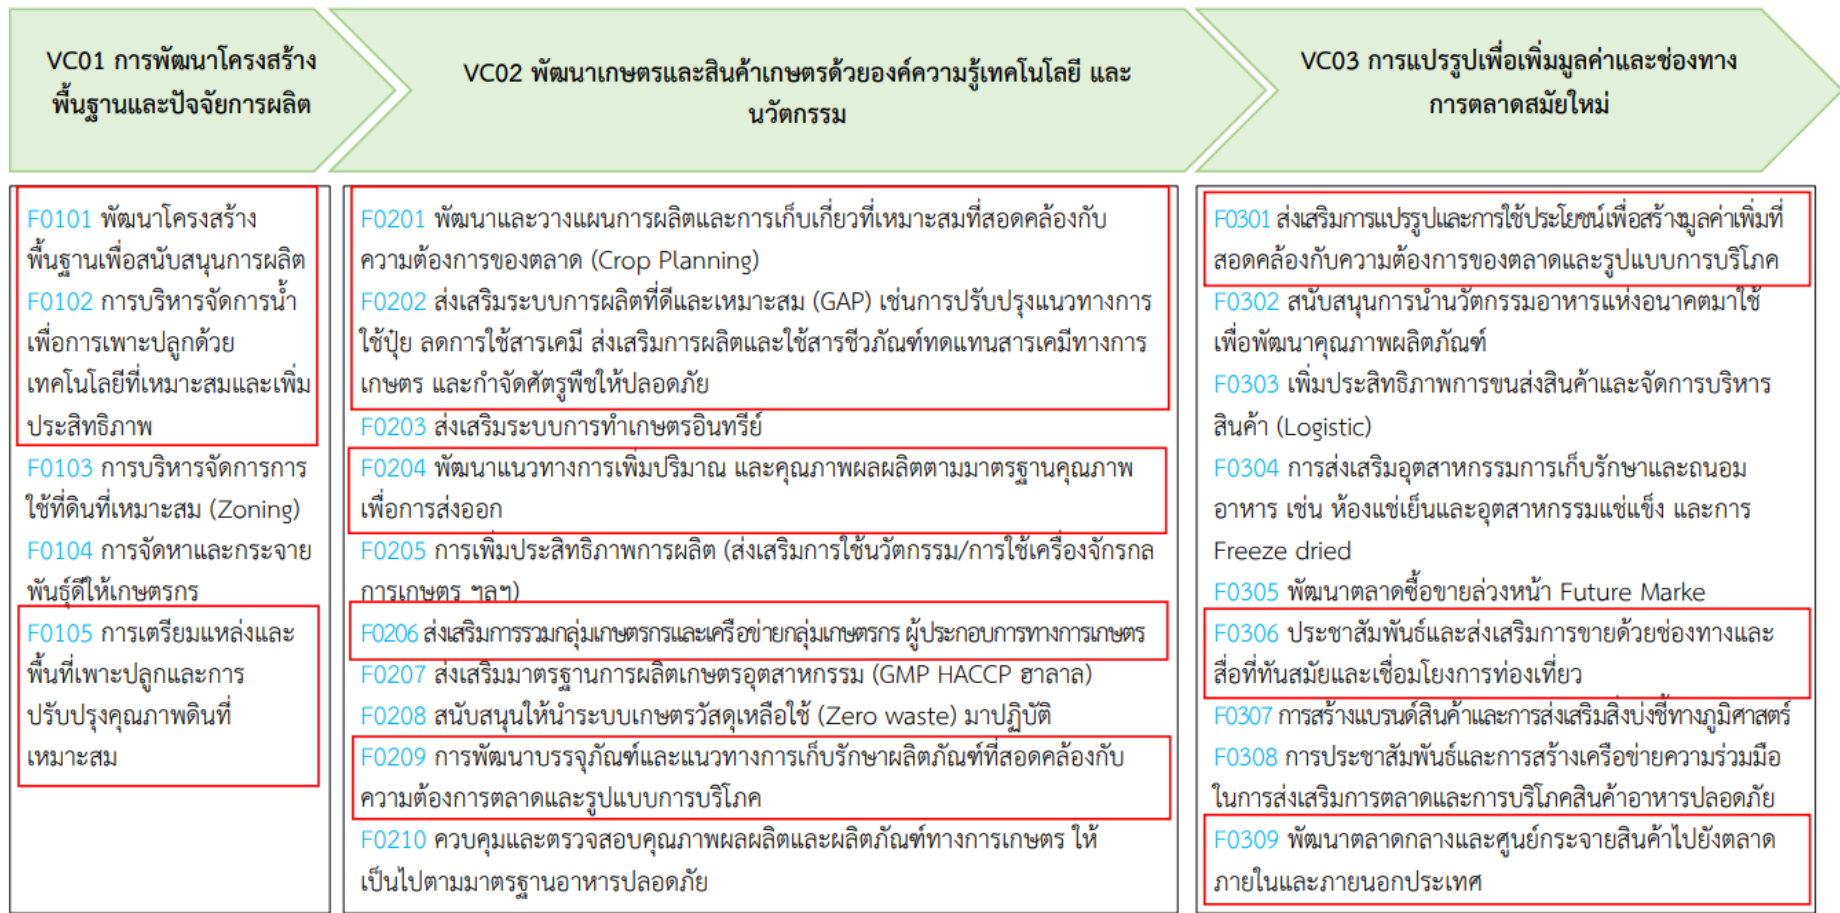 VC01 การพัฒนาโครงสร้าง
พื้นฐานและปัจจัยการผลิต
VC02 พัฒนาเกษตรและสินค้าเกษตรด้วยองค์ความรู้เทคโนโลยี และ
นวัตกรรม
VC03 การแปรรูปเพื่อเพิ่มมูลค่าและช่องทาง
การตลาดสมัยใหม่
F0101 พัฒนาโครงสร้าง
พื้นฐานเพื่อสนับสนุนการผลิต
F0102 การบริหารจัดการน้ำ
เพื่อการเพาะปลูกด้วย
เทคโนโลยีที่เหมาะสมและเพิ่ม
ประสิทธิภาพ
F0103 การบริหารจัดการการ
ใช้ที่ดินที่เหมาะสม (Zoning)
F0104 การจัดหาและกระจาย
พันธุ์ดีให้เกษตรกร
F0105 การเตรียมแหล่งและ
พื้นที่เพาะปลูกและการ
ปรับปรุงคุณภาพดินที่
เหมาะสม
F0201 พัฒนาและวางแผนการผลิตและการเก็บเกี่ยวที่เหมาะสมที่สอดคล้องกับ
ความต้องการของตลาด (Crop Planning)
F0202 ส่งเสริมระบบการผลิตที่ดีและเหมาะสม (GAP) เช่นการปรับปรุงแนวทางการ
ใช้ปุ๋ย ลดการใช้สารเคมี ส่งเสริมการผลิตและใช้สารชีวภัณฑ์ทดแทนสารเคมีทางการ
เกษตร และกำจัดศัตรูพืชให้ปลอดภัย
F0203 ส่งเสริมระบบการทำเกษตรอินทรีย์
F0204 พัฒนาแนวทางการเพิ่มปริมาณ และคุณภาพผลผลิตตามมาตรฐานคุณภาพ
เพื่อการส่งออก
F0205 การเพิ่มประสิทธิภาพการผลิต (ส่งเสริมการใช้นวัตกรรม/การใช้เครื่องจักรกล
การเกษตร ฯลฯ)
F0206 ส่งเสริมการรวมกลุ่มเกษตรกรและเครือข่ายกลุ่มเกษตรกร ผู้ประกอบการทางการเกษตร
F0207 ส่งเสริมมาตรฐานการผลิตเกษตรอุตสาหกรรม (GMP HACCP ฮาลาล)
F0208 สนับสนุนให้นำระบบเกษตรวัสดุเหลือใช้ (Zero waste) มาปฏิบัติ
F0209 การพัฒนาบรรจุภัณฑ์และแนวทางการเก็บรักษาผลิตภัณฑ์ที่สอดคล้องกับ
ความต้องการตลาดและรูปแบบการบริโภค
F0210 ควบคุมและตรวจสอบคุณภาพผลผลิตและผลิตภัณฑ์ทางการเกษตร ให้
เป็นไปตามมาตรฐานอาหารปลอดภัย
F0301 ส่งเสริมการแปรรูปและการใช้ประโยชน์เพื่อสร้างมูลค่าเพิ่มที่
สอดคล้องกับความต้องการของตลาดและรูปแบบการบริโภค
F0302 สนับสนุนการนำนวัตกรรมอาหารแห่งอนาคตมาใช้
เพื่อพัฒนาคุณภาพผลิตภัณฑ์
F0303 เพิ่มประสิทธิภาพการขนส่งสินค้าและจัดการบริหาร
สินค้า (Logistic)
F0304 การส่งเสริมอุตสาหกรรมการเก็บรักษาและถนอม
อาหาร เช่น ห้องแช่เย็นและอุตสาหกรรมแช่แข็ง และการ
Freeze dried
F0305 พัฒนาตลาดซื้อขายล่วงหน้า Future Marke
F0306 ประชาสัมพันธ์และส่งเสริมการขายด้วยช่องทางและ
สื่อที่ทันสมัยและเชื่อมโยงการท่องเที่ยว
F0307 การสร้างแบรนด์สินค้าและการส่งเสริมสิ่งบ่งชี้ทางภูมิศาสตร์
F0308 การประชาสัมพันธ์และการสร้างเครือข่ายความร่วมมือ
ในการส่งเสริมการตลาดและการบริโภคสินค้าอาหารปลอดภัย
F0309 พัฒนาตลาดกลางและศูนย์กระจายสินค้าไปยังตลาด
ภายในและภายนอกประเทศ